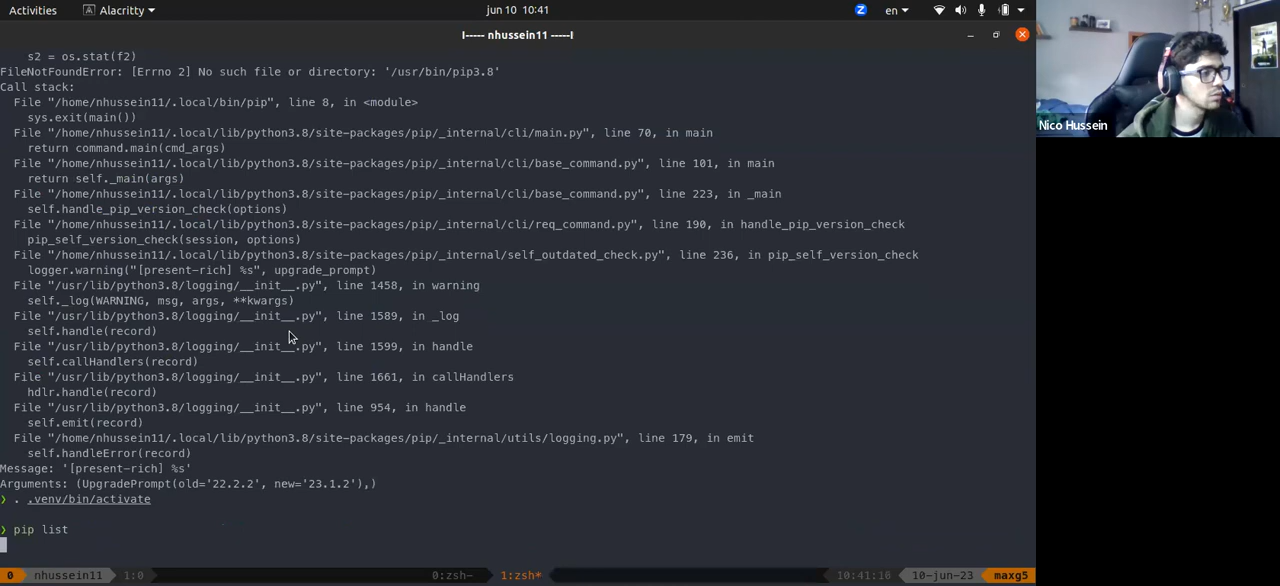 Activities
Alacritty
jun 10 10:41
Z
en
I----- nhussein11 -----I
s2 = os.stat(f2)
FileNotFoundError: [Errno 2] No such file or directory: '/usr/bin/pip3.8'
Call stack:
File "/home/nhussein11/.local/bin/pip", line 8, in <module>
sys.exit(main())
File "/home/nhussein11/.local/lib/python3.8/site-packages/pip/_internal/cli/main.py", line 70, in main
return command.main(cmd_args)
File "/home/nhussein11/.local/lib/python3.8/site-packages/pip/_internal/cli/base_command.py", line 101, in main
return self._main(args)
File "/home/nhussein11/.local/lib/python3.8/site-packages/pip/_internal/cli/base_command.py", line 223, in _main
self.handle_pip_version_check(options)
File "/home/nhussein11/.local/lib/python3.8/site-packages/pip/_internal/cli/req_command.py", line 190, in handle_pip_version_check
pip_self_version_check(session, options)
File "/home/nhussein11/.local/lib/python3.8/site-packages/pip/_internal/self_outdated_check.py", line 236, in pip_self_version_check
logger.warning("[present-rich] %s", upgrade_prompt)
File "/usr/lib/python3.8/logging/__init__.py", line 1458, in warning
self._log(WARNING, msg, args, **kwargs)
File "/usr/lib/python3.8/logging/__init__.py", line 1589, in _log
self.handle(record)
File "/usr/lib/python3.8/logging/__init__.py", line 1599, in handle
self.callHandlers(record)
File "/usr/lib/python3.8/logging/__init__.py", line 1661, in callHandlers
hdlr.handle(record)
File "/usr/lib/python3.8/logging/__init__.py", line 954, in handle
self.emit(record)
File "/home/nhussein11/.local/lib/python3.8/site-packages/pip/_internal/utils/logging.py", line 179, in emit
self.handleError(record)
Message: '[present-rich] %s'
Arguments: (UpgradePrompt(old='22.2.2', new='23.1.2'),)
❯ . .venv/bin/activate
❯ pip list
0 nhussein11 1:0 0:zsh- 1:zsh* 10:41:16 10-jun-23 maxg5
Nico Hussein